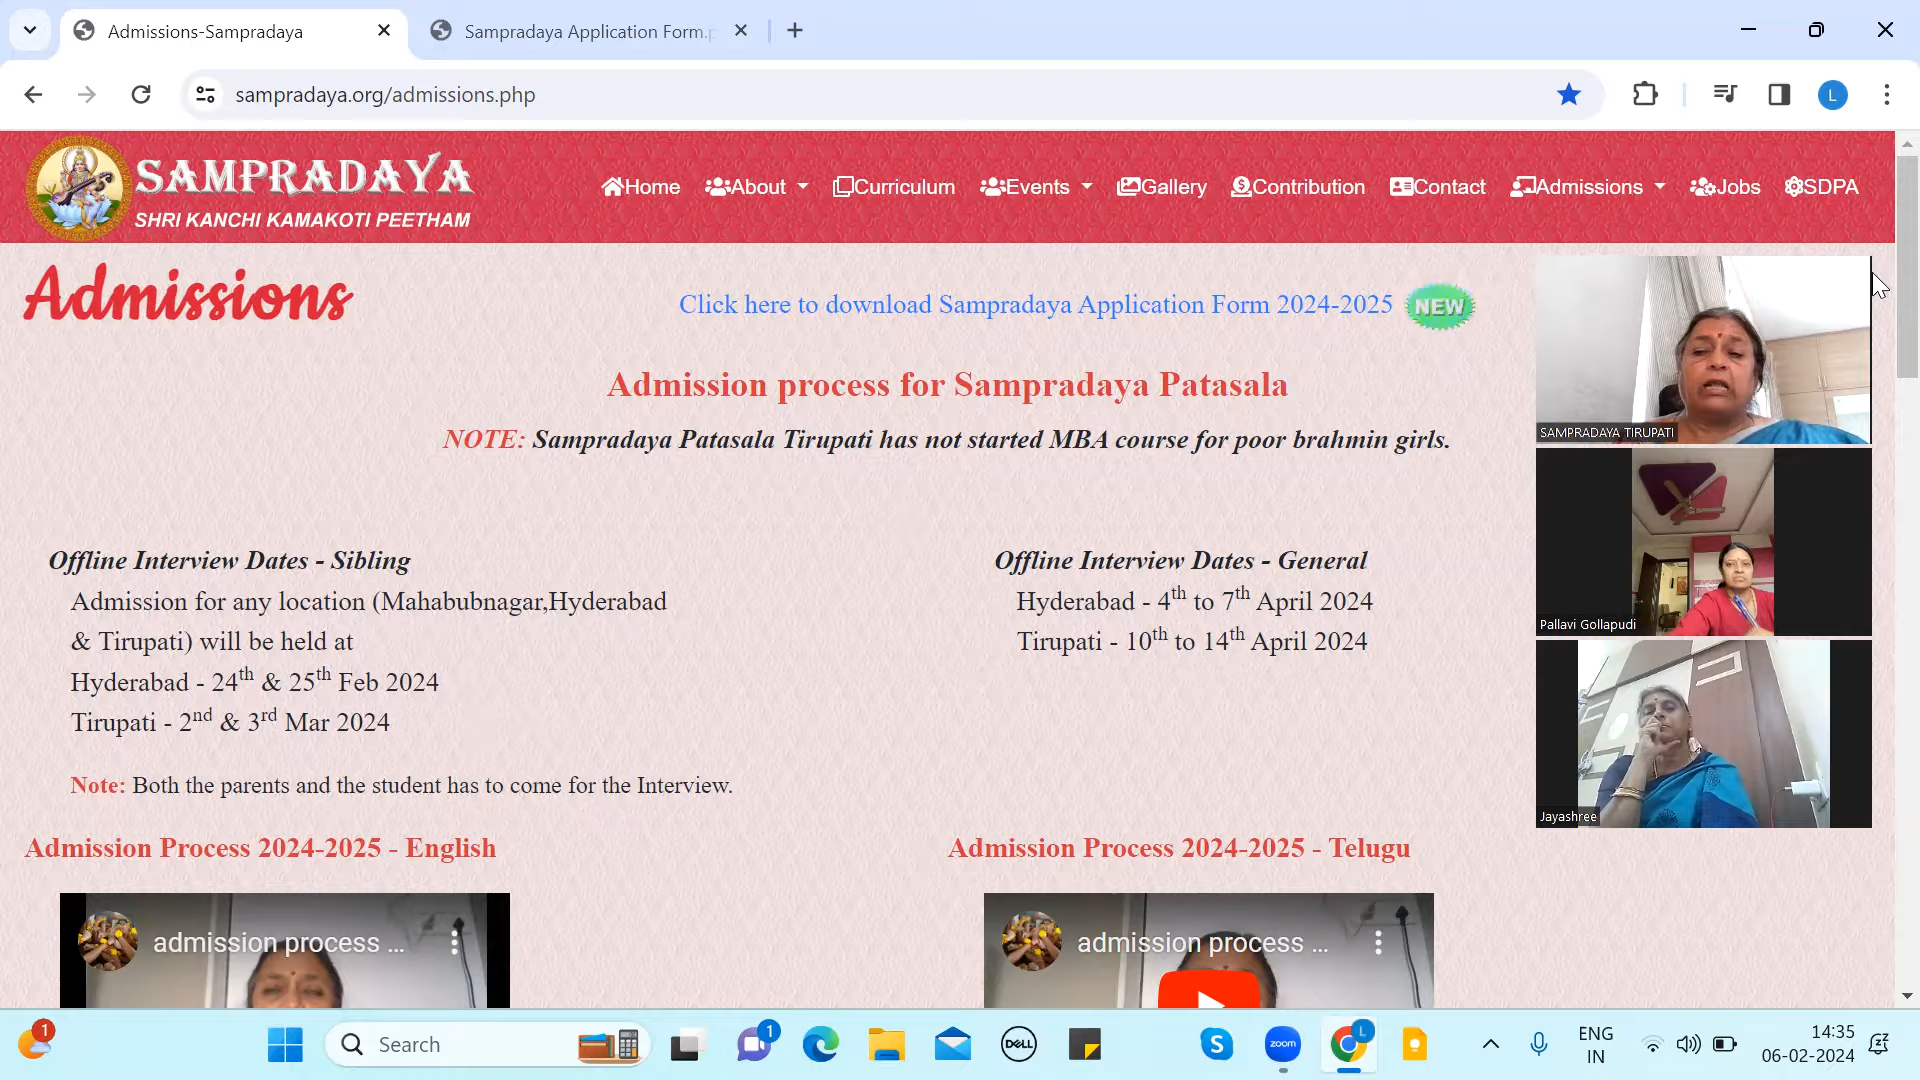 Admissions-Sampradaya
Sampradaya Application Form.p
sampradaya.org/admissions.php
L
SAMPRADAYA
SHRI KANCHI KAMAKOTI PEETHAM
Home
About
Curriculum
Events
Gallery
Contribution
Contact
Admissions
Jobs
SDPA
Admissions
Click here to download Sampradaya Application Form 2024-2025
NEW
Admission process for Sampradaya Patasala
NOTE: Sampradaya Patasala Tirupati has not started MBA course for poor brahmin girls.
SAMPRADAYA TIRUPATI
Pallavi Gollapudi
Jayashree
Offline Interview Dates - Sibling
Admission for any location (Mahabubnagar,Hyderabad
& Tirupati) will be held at
Hyderabad - 24th & 25th Feb 2024
Tirupati - 2nd & 3rd Mar 2024
Offline Interview Dates - General
Hyderabad - 4th to 7th April 2024
Tirupati - 10th to 14th April 2024
Note: Both the parents and the student has to come for the Interview.
Admission Process 2024-2025 - English
Admission Process 2024-2025 - Telugu
admission process ...
admission process ...
1
Search
1
DELL
S
zoom
L
ENG
IN
14:35
06-02-2024